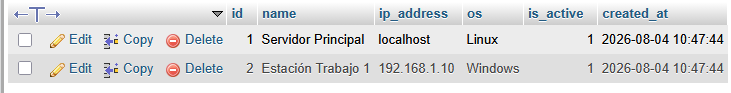 id name ip_address os is_active created_at
Edit Copy Delete 1 Servidor Principal localhost Linux 1 2026-08-04 10:47:44
Edit Copy Delete 2 Estación Trabajo 1 192.168.1.10 Windows 1 2026-08-04 10:47:44